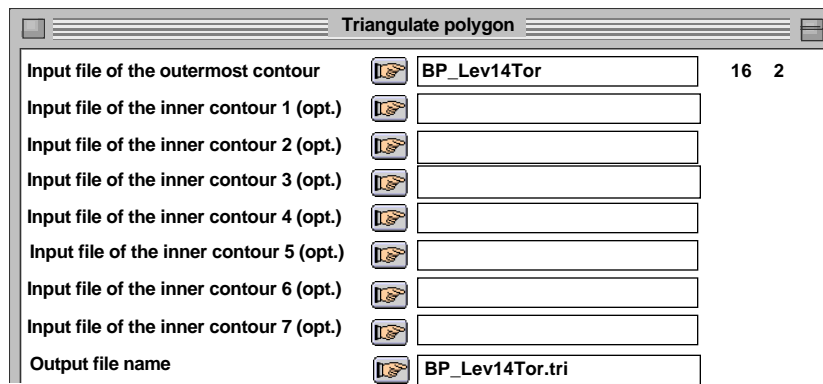 Triangulate polygon
Input file of the outermost contour BP_Lev14Tor 16 2
Input file of the inner contour 1 (opt.)
Input file of the inner contour 2 (opt.)
Input file of the inner contour 3 (opt.)
Input file of the inner contour 4 (opt.)
Input file of the inner contour 5 (opt.)
Input file of the inner contour 6 (opt.)
Input file of the inner contour 7 (opt.)
Output file name BP_Lev14Tor.tri